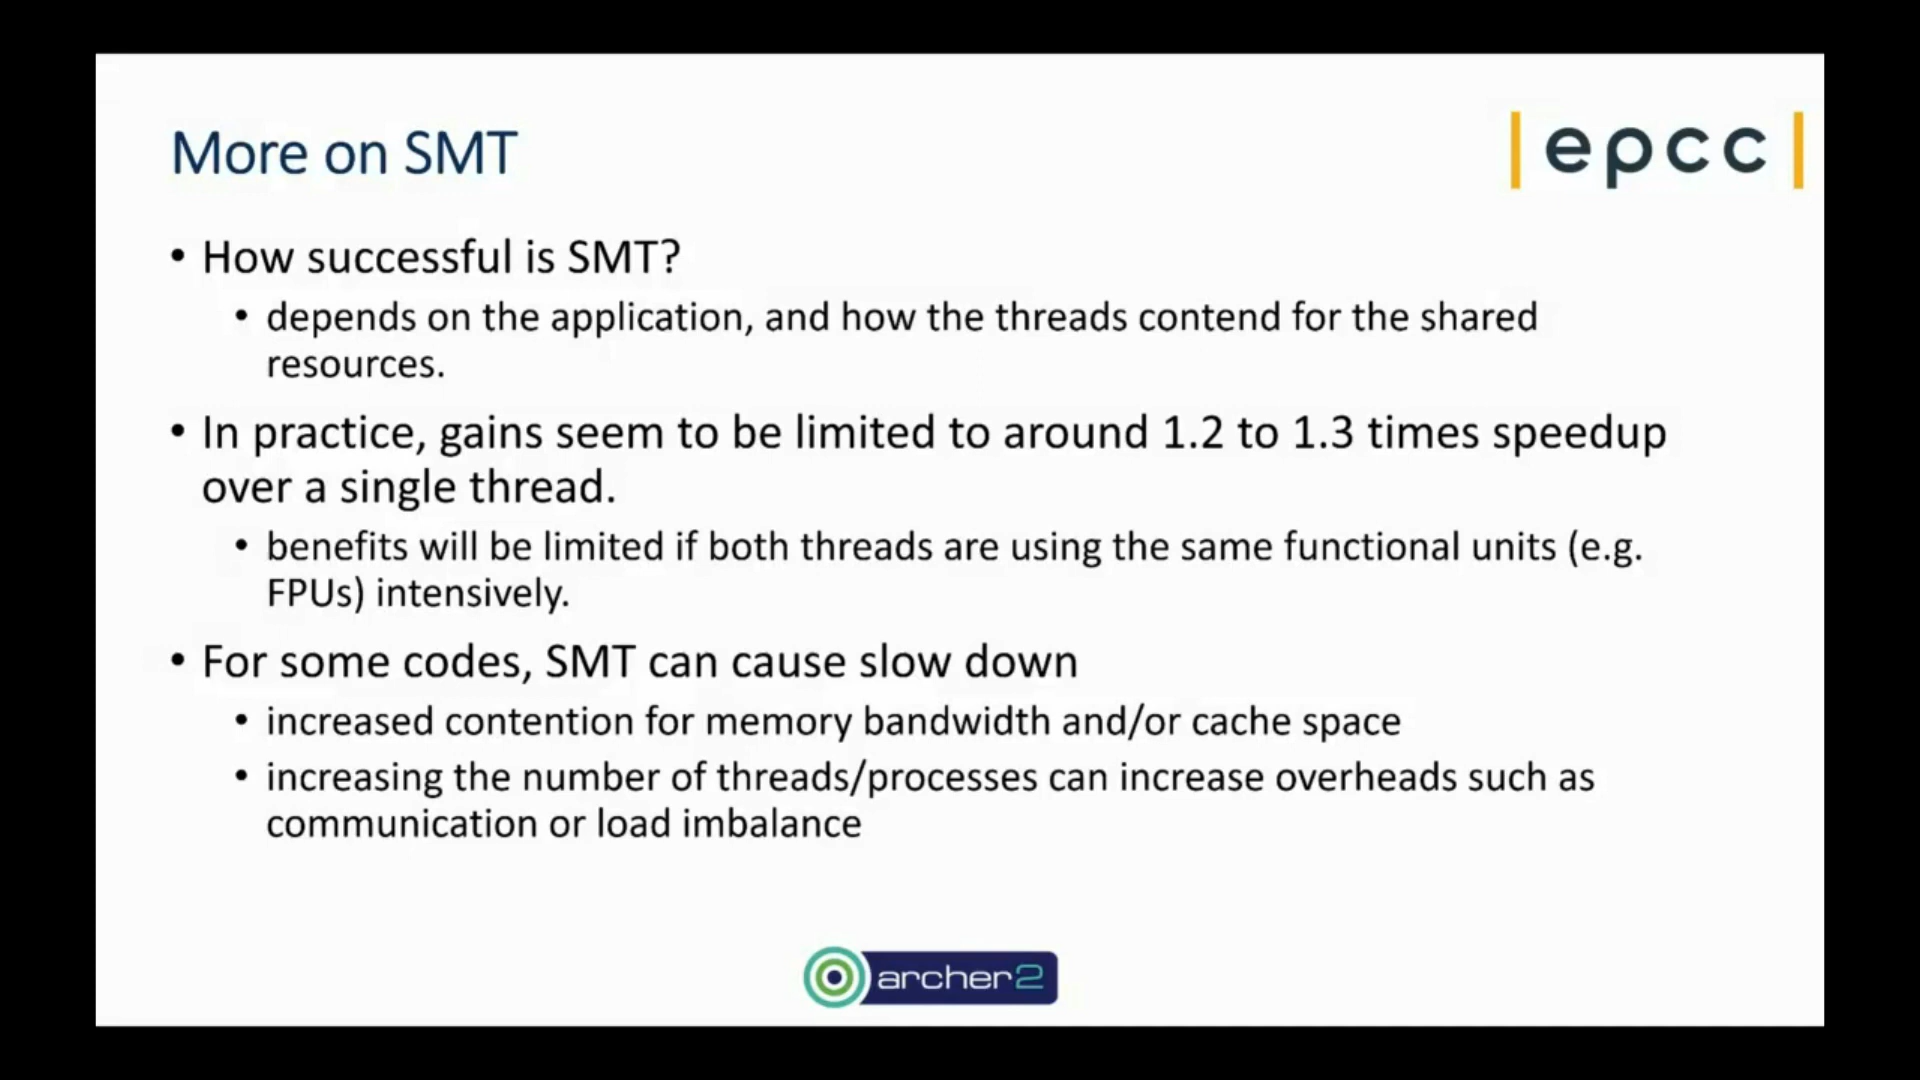 More on SMT
|epcc|
• How successful is SMT?
• depends on the application, and how the threads contend for the shared
resources.
• In practice, gains seem to be limited to around 1.2 to 1.3 times speedup
over a single thread.
• benefits will be limited if both threads are using the same functional units (e.g.
FPUs) intensively.
• For some codes, SMT can cause slow down
• increased contention for memory bandwidth and/or cache space
• increasing the number of threads/processes can increase overheads such as
communication or load imbalance
archer2